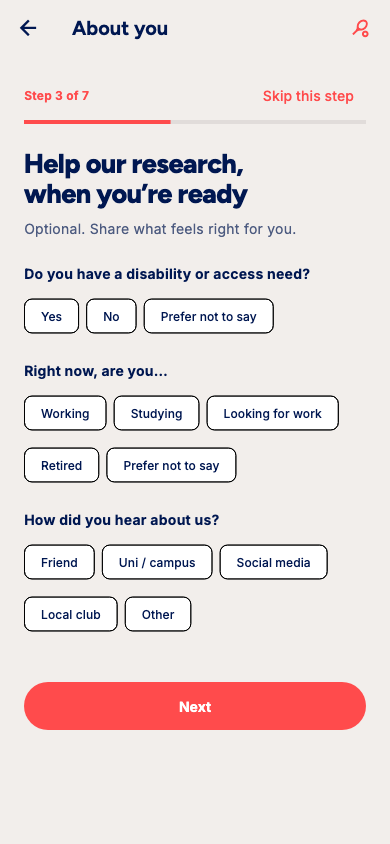 About you
Step 3 of 7 Skip this step
Help our research,
when you’re ready
Optional. Share what feels right for you.
Do you have a disability or access need?
Yes No Prefer not to say
Right now, are you...
Working Studying Looking for work
Retired Prefer not to say
How did you hear about us?
Friend Uni / campus Social media
Local club Other
Next